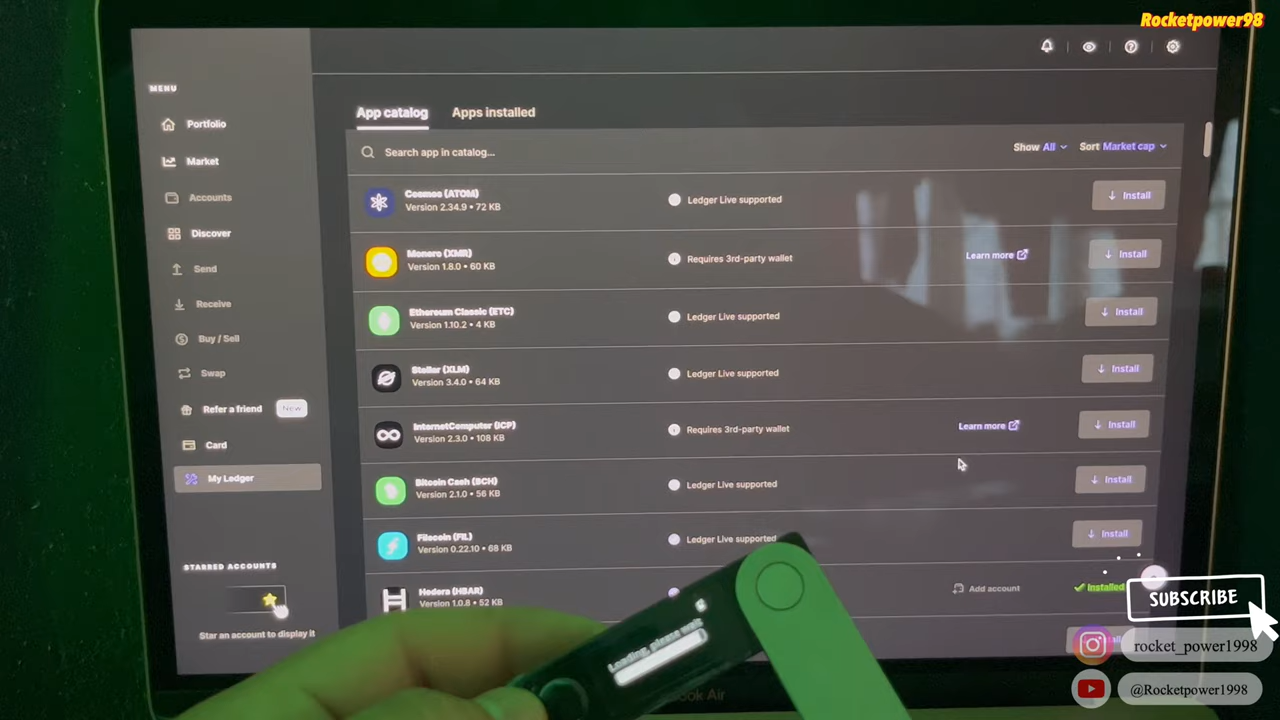 Rocketpower98
MENU
Portfolio
Market
Accounts
Discover
Send
Receive
Buy / Sell
Swap
Refer a friend
New
Card
My Ledger
STARRED ACCOUNTS
Star an account to display it
App catalog
Apps installed
Search app in catalog...
Show All
Sort Market cap
Cosmos (ATOM)
Version 2.34.9 • 72 KB
Ledger Live supported
Install
Monero (XMR)
Version 1.8.0 • 60 KB
Requires 3rd-party wallet
Learn more
Install
Ethereum Classic (ETC)
Version 1.10.2 • 4 KB
Ledger Live supported
Install
Stellar (XLM)
Version 3.4.0 • 64 KB
Ledger Live supported
Install
InternetComputer (ICP)
Version 2.3.0 • 108 KB
Requires 3rd-party wallet
Learn more
Install
Bitcoin Cash (BCH)
Version 2.1.0 • 56 KB
Ledger Live supported
Install
Filecoin (FIL)
Version 0.22.10 • 68 KB
Ledger Live supported
Install
Hedera (HBAR)
Version 1.0.8 • 52 KB
Add account
Installed
Loading, please wait
Air
SUBSCRIBE
rocket_power1998
@Rocketpower1998